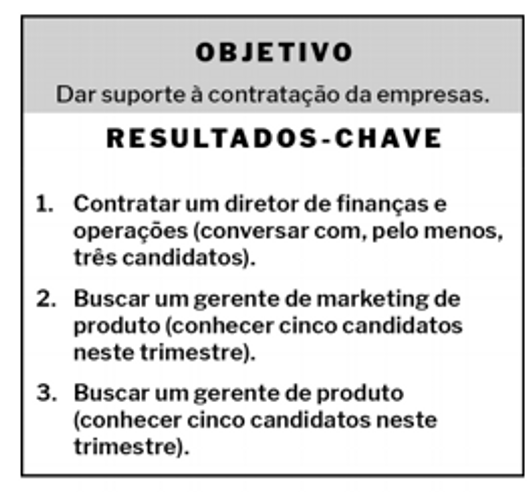 OBJETIVO
Dar suporte à contratação da empresas.
RESULTADOS-CHAVE
1. Contratar um diretor de finanças e
operações (conversar com, pelo menos,
três candidatos).
2. Buscar um gerente de marketing de
produto (conhecer cinco candidatos
neste trimestre).
3. Buscar um gerente de produto
(conhecer cinco candidatos neste
trimestre).